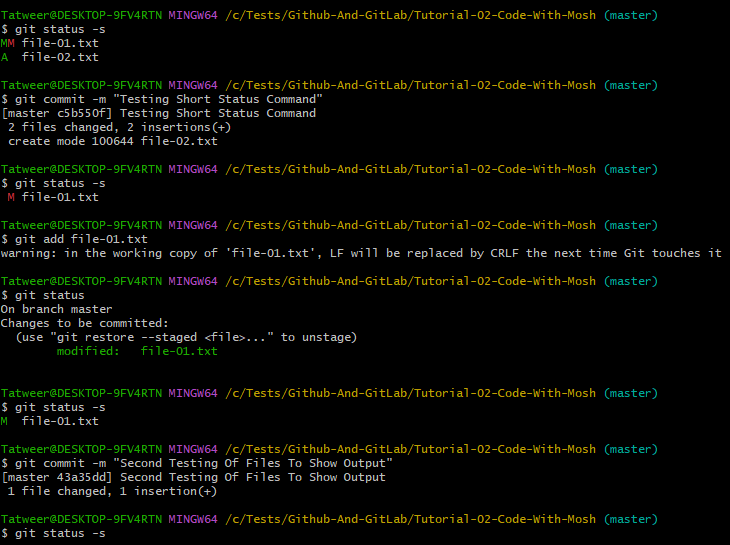 Tatweer@DESKTOP-9FV4RTN MINGW64 /c/Tests/Github-And-GitLab/Tutorial-02-Code-With-Mosh (master)
$ git status -s
MM file-01.txt
A  file-02.txt
Tatweer@DESKTOP-9FV4RTN MINGW64 /c/Tests/Github-And-GitLab/Tutorial-02-Code-With-Mosh (master)
$ git commit -m "Testing Short Status Command"
[master c5b550f] Testing Short Status Command
 2 files changed, 2 insertions(+)
 create mode 100644 file-02.txt
Tatweer@DESKTOP-9FV4RTN MINGW64 /c/Tests/Github-And-GitLab/Tutorial-02-Code-With-Mosh (master)
$ git status -s
 M file-01.txt
Tatweer@DESKTOP-9FV4RTN MINGW64 /c/Tests/Github-And-GitLab/Tutorial-02-Code-With-Mosh (master)
$ git add file-01.txt
warning: in the working copy of 'file-01.txt', LF will be replaced by CRLF the next time Git touches it
Tatweer@DESKTOP-9FV4RTN MINGW64 /c/Tests/Github-And-GitLab/Tutorial-02-Code-With-Mosh (master)
$ git status
On branch master
Changes to be committed:
  (use "git restore --staged <file>..." to unstage)
        modified:   file-01.txt
Tatweer@DESKTOP-9FV4RTN MINGW64 /c/Tests/Github-And-GitLab/Tutorial-02-Code-With-Mosh (master)
$ git status -s
M  file-01.txt
Tatweer@DESKTOP-9FV4RTN MINGW64 /c/Tests/Github-And-GitLab/Tutorial-02-Code-With-Mosh (master)
$ git commit -m "Second Testing Of Files To Show Output"
[master 43a35dd] Second Testing Of Files To Show Output
 1 file changed, 1 insertion(+)
Tatweer@DESKTOP-9FV4RTN MINGW64 /c/Tests/Github-And-GitLab/Tutorial-02-Code-With-Mosh (master)
$ git status -s